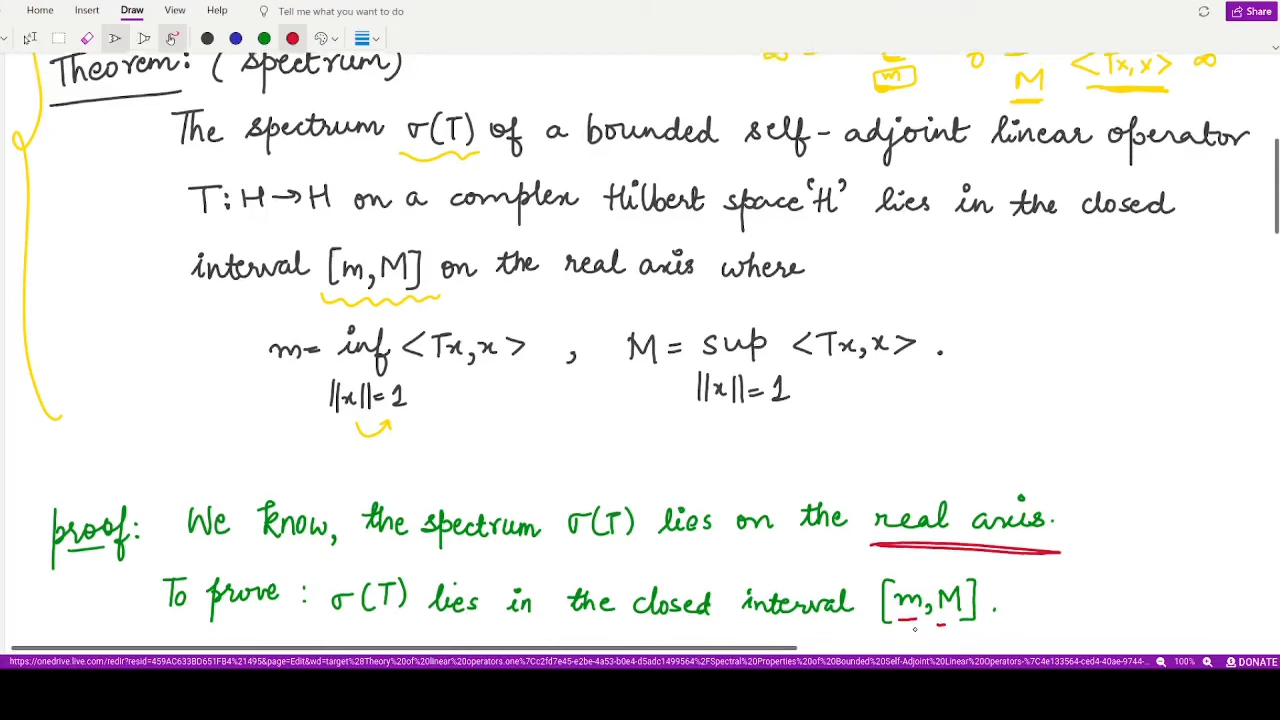 Home Insert Draw View Help Tell me what you want to do
Share
Theorem: (Spectrum)
∞ m 0 M <Tx,x> ∞
The spectrum σ(T) of a bounded self-adjoint linear operator
T: H→H on a complex Hilbert space 'H' lies in the closed
interval [m,M] on the real axis where
m= inf <Tx,x> , M = sup <Tx,x> .
||x||=1 ||x||=1
proof: We know, the spectrum σ(T) lies on the real axis.
To prove: σ(T) lies in the closed interval [m,M].
100% DONATE